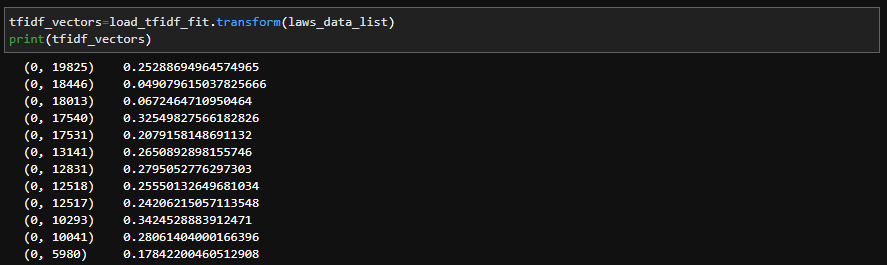 tfidf_vectors=load_tfidf_fit.transform(laws_data_list)
print(tfidf_vectors)
(0, 19825) 0.25288694964574965
(0, 18446) 0.049079615037825666
(0, 18013) 0.0672464710950464
(0, 17540) 0.32549827566182826
(0, 17531) 0.2079158148691132
(0, 13141) 0.2650892898155746
(0, 12831) 0.2795052776297303
(0, 12518) 0.25550132649681034
(0, 12517) 0.24206215057113548
(0, 10293) 0.3424528883912471
(0, 10041) 0.28061404000166396
(0, 5980) 0.17842200460512908